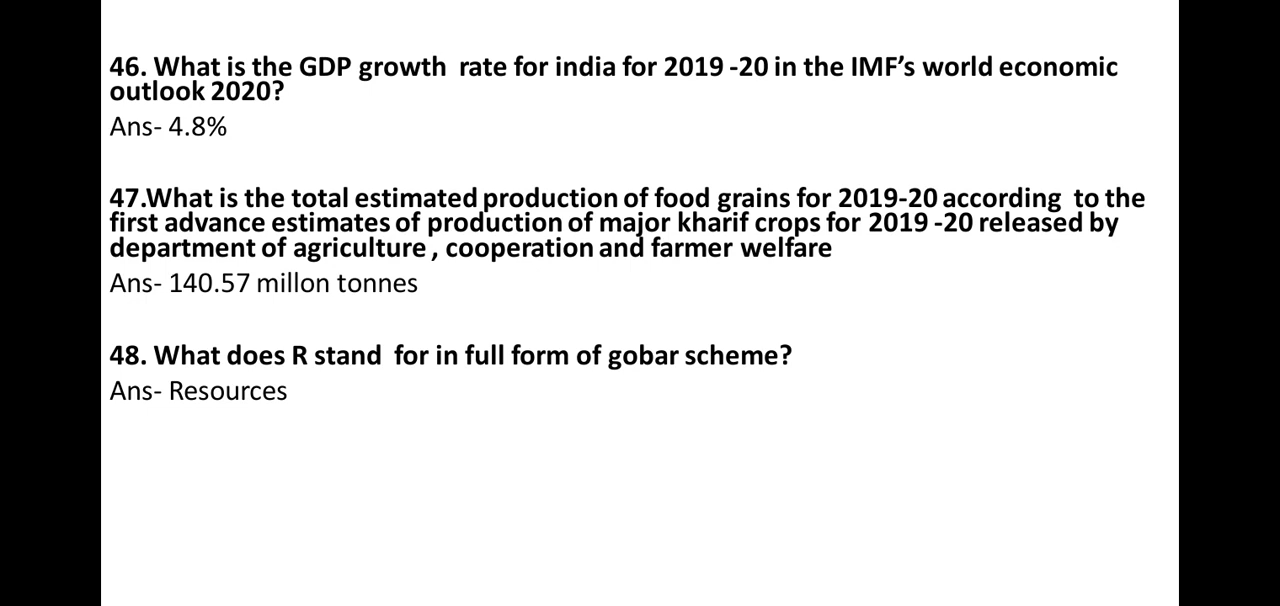 46. What is the GDP growth rate for india for 2019 -20 in the IMF’s world economic
outlook 2020?
Ans- 4.8%
47.What is the total estimated production of food grains for 2019-20 according to the
first advance estimates of production of major kharif crops for 2019 -20 released by
department of agriculture , cooperation and farmer welfare
Ans- 140.57 millon tonnes
48. What does R stand for in full form of gobar scheme?
Ans- Resources